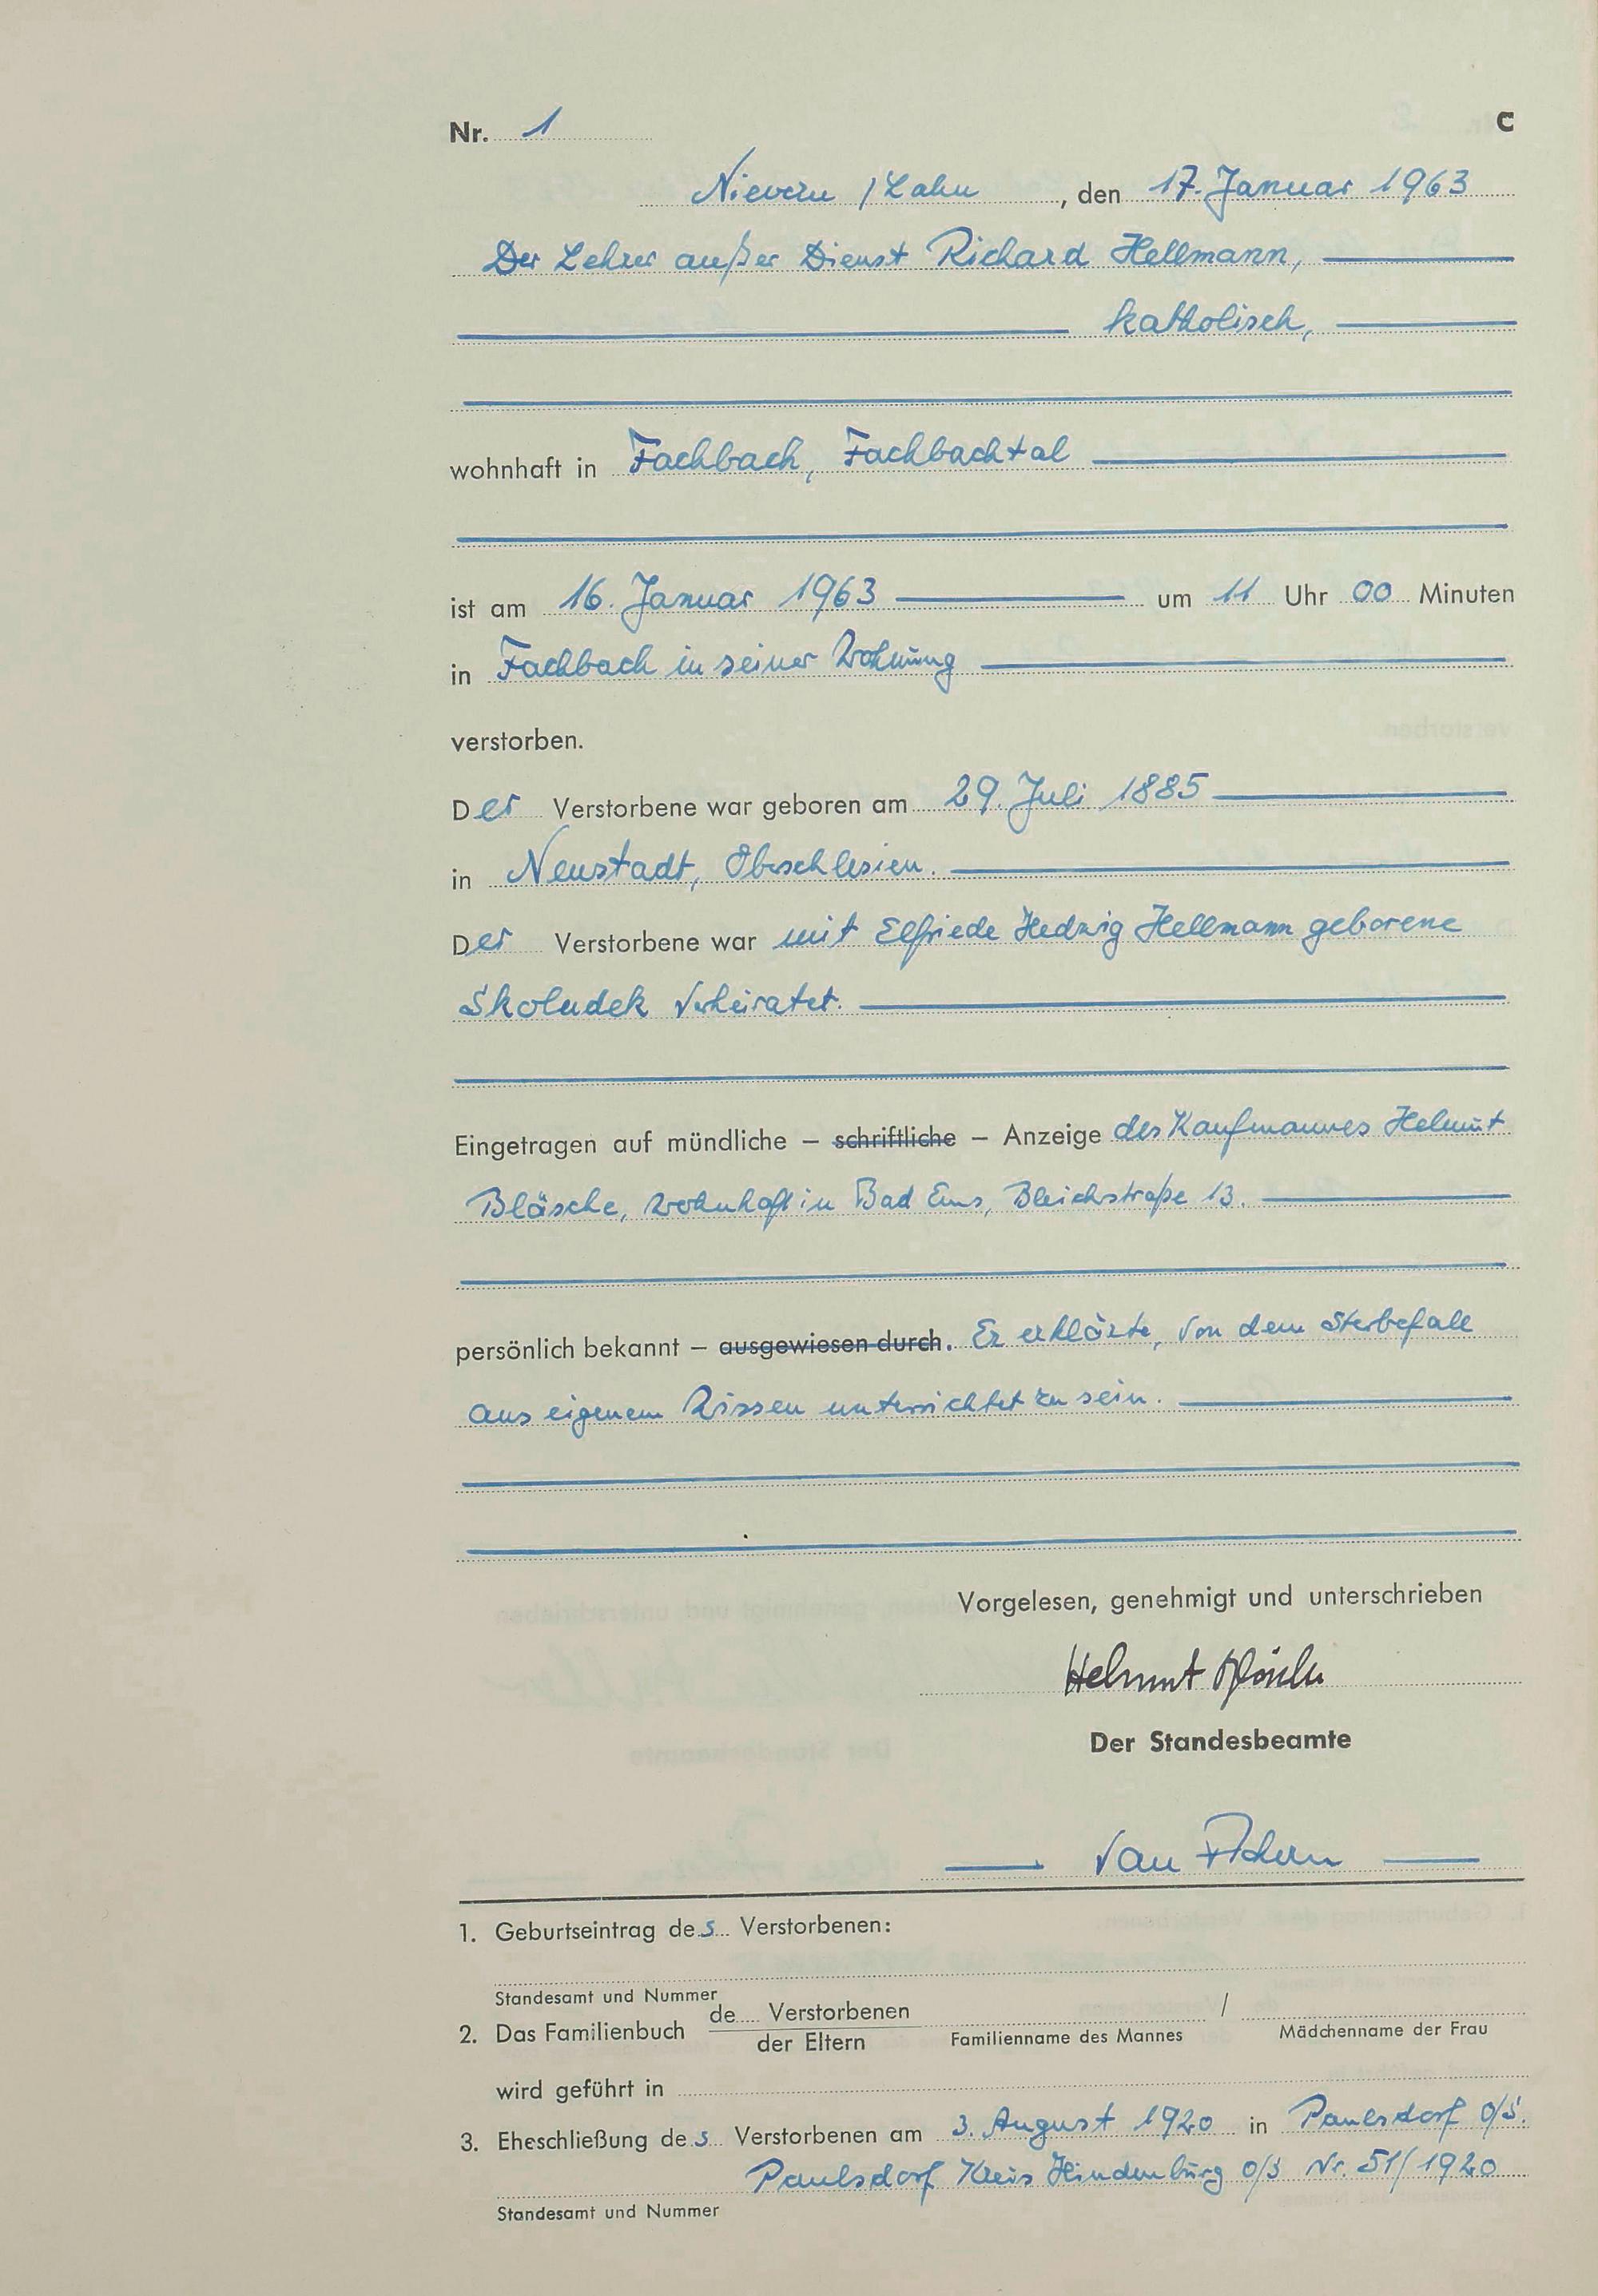 Nr. 1
C
Nievern / Lahn, den 17. Januar 1963
Der Lehrer außer Dienst Richard Hellmann,
katholisch,
wohnhaft in Fachbach, Fachbachtal
ist am 16. Januar 1963 um 11 Uhr 00 Minuten
in Fachbach in seiner Wohnung
verstorben.
Der Verstorbene war geboren am 29. Juli 1885
in Neustadt, Oberschlesien.
Der Verstorbene war mit Elfriede Hedwig Hellmann geborene
Skoludek verheiratet.
Eingetragen auf mündliche – schriftliche – Anzeige des Kaufmannes Helmut
Bläsche, wohnhaft in Bad Ems, Bleichstraße 13.
persönlich bekannt – ausgewiesen durch. Er erklärte, von dem Sterbefall
aus eigenem Wissen unterrichtet zu sein.
Vorgelesen, genehmigt und unterschrieben
Helmut Bläsche
Der Standesbeamte
van
1. Geburtseintrag des Verstorbenen:
Standesamt und Nummer
2. Das Familienbuch de Verstorbenen /
der Eltern Familienname des Mannes Mädchenname der Frau
wird geführt in
3. Eheschließung des Verstorbenen am 3. August 1920 in Paulsdorf O/S.
Paulsdorf Kreis Hindenburg O/S Nr. 51/1920
Standesamt und Nummer